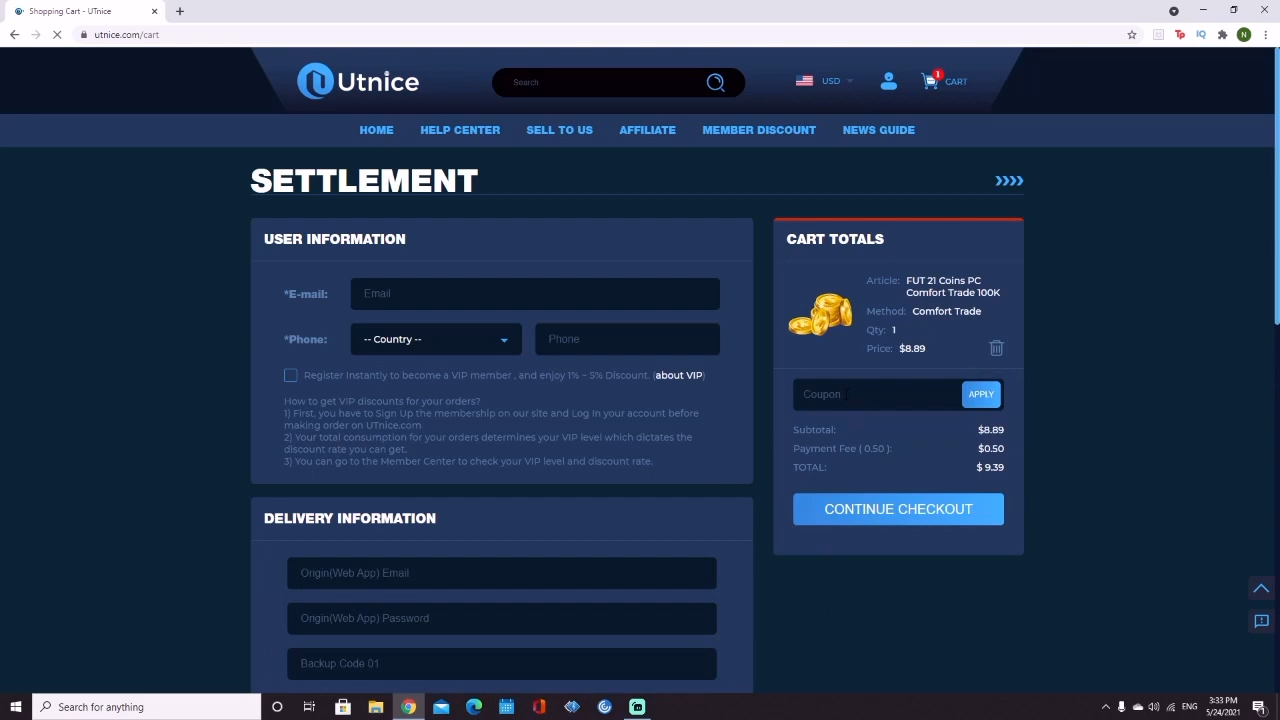 Shopping Cart - UTnice
utnice.com/cart
N
Utnice
Search
USD
1
CART
HOME
HELP CENTER
SELL TO US
AFFILIATE
MEMBER DISCOUNT
NEWS GUIDE
SETTLEMENT
USER INFORMATION
*E-mail:
Email
*Phone:
-- Country --
Phone
Register Instantly to become a VIP member , and enjoy 1% ~ 5% Discount. (about VIP)
How to get VIP discounts for your orders?
1) First, you have to Sign Up the membership on our site and Log In your account before
making order on UTnice.com
2) Your total consumption for your orders determines your VIP level which dictates the
discount rate you can get.
3) You can go to the Member Center to check your VIP level and discount rate.
DELIVERY INFORMATION
Origin(Web App) Email
Origin(Web App) Password
Backup Code 01
CART TOTALS
Article: FUT 21 Coins PC
Comfort Trade 100K
Method: Comfort Trade
Qty: 1
Price: $8.89
Coupon
APPLY
Subtotal: $8.89
Payment Fee ( 0.50 ): $0.50
TOTAL: $ 9.39
CONTINUE CHECKOUT
Search for anything
ENG
3:33 PM
5/24/2021